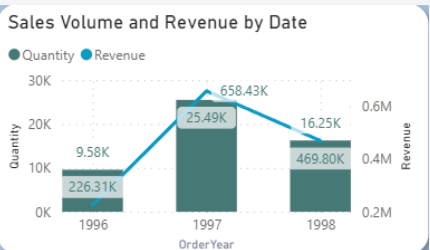 Sales Volume and Revenue by Date
Quantity Revenue
30K
658.43K
0.6M
25.49K
20K
16.25K
9.58K
Quantity
0.4M
Revenue
469.80K
10K
226.31K
0K
0.2M
1996 1997 1998
OrderYear